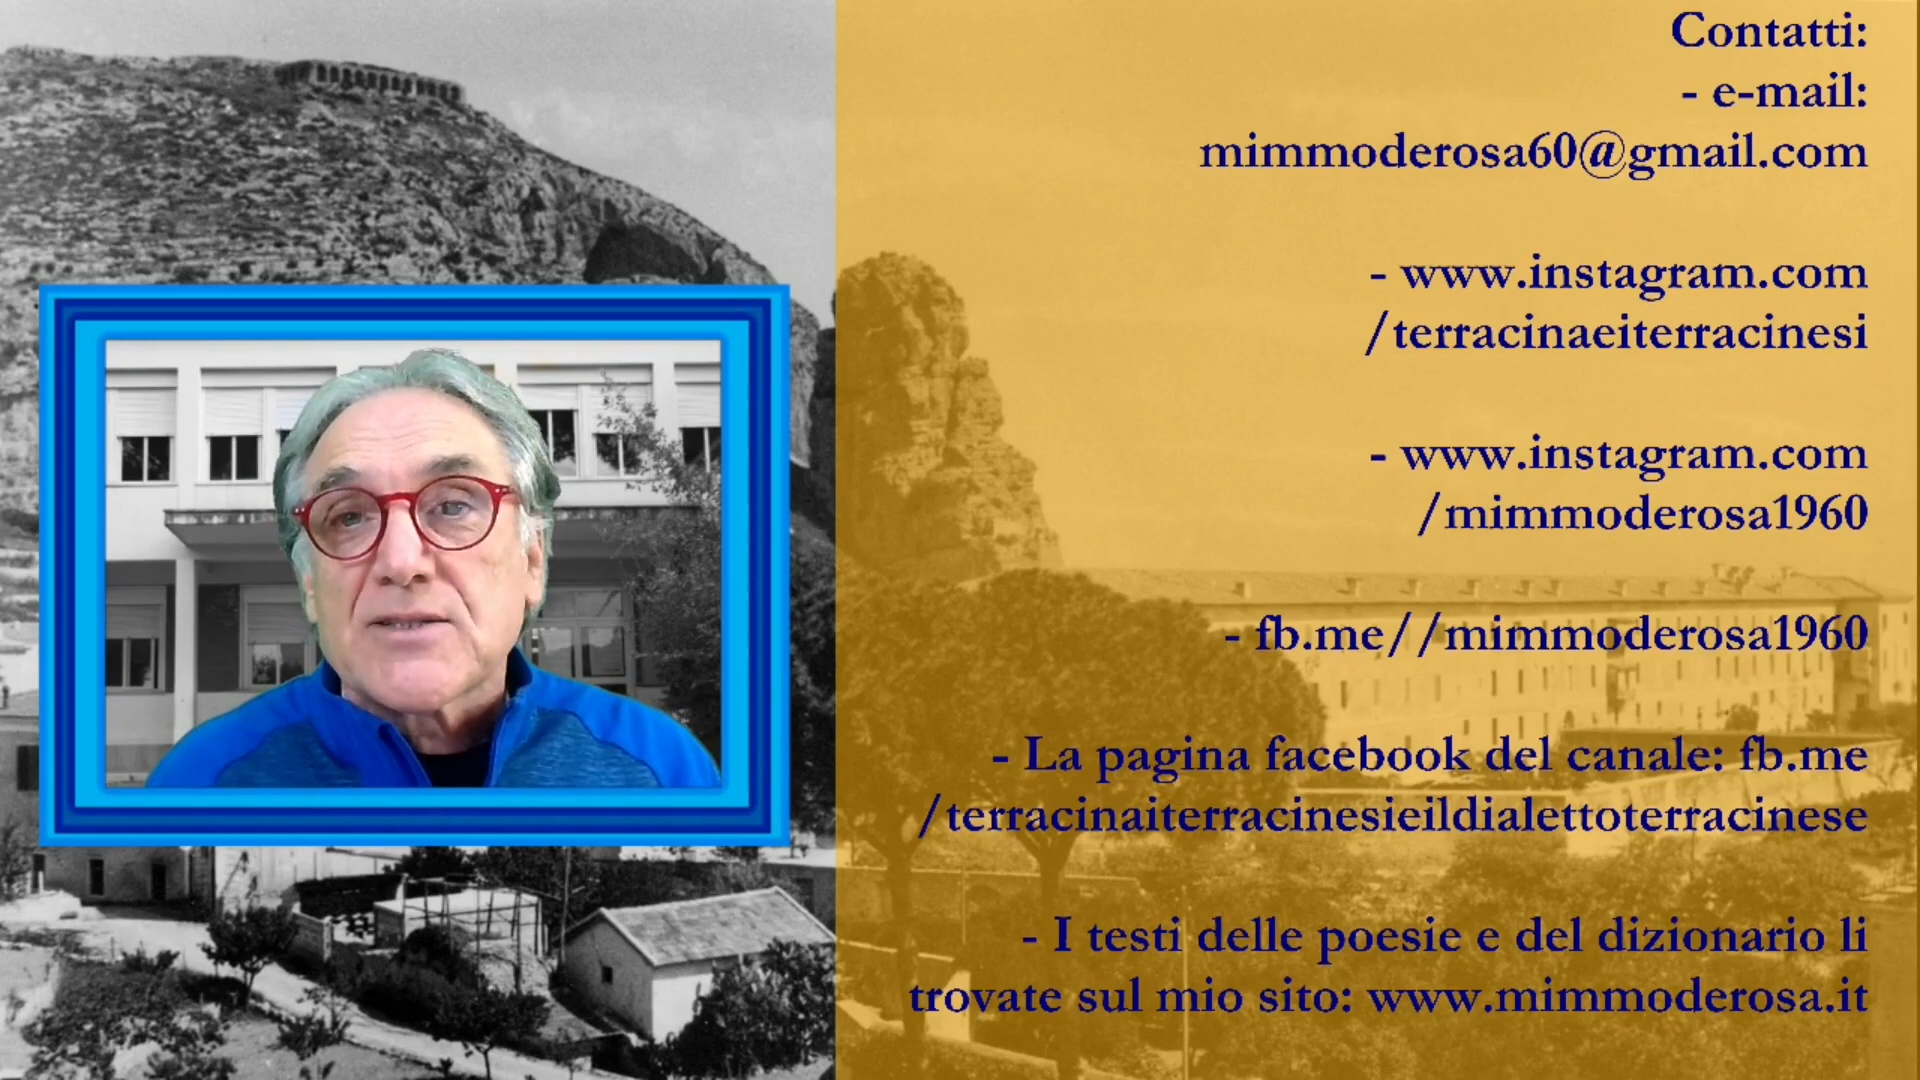 Contatti:
- e-mail:
mimmoderosa60@gmail.com
- www.instagram.com
/terracinaeiterracinesi
- www.instagram.com
/mimmoderosa1960
- fb.me//mimmoderosa1960
- La pagina facebook del canale: fb.me
/terracinaiterracinesieildialettoterracinese
- I testi delle poesie e del dizionario li
trovate sul mio sito: www.mimmoderosa.it